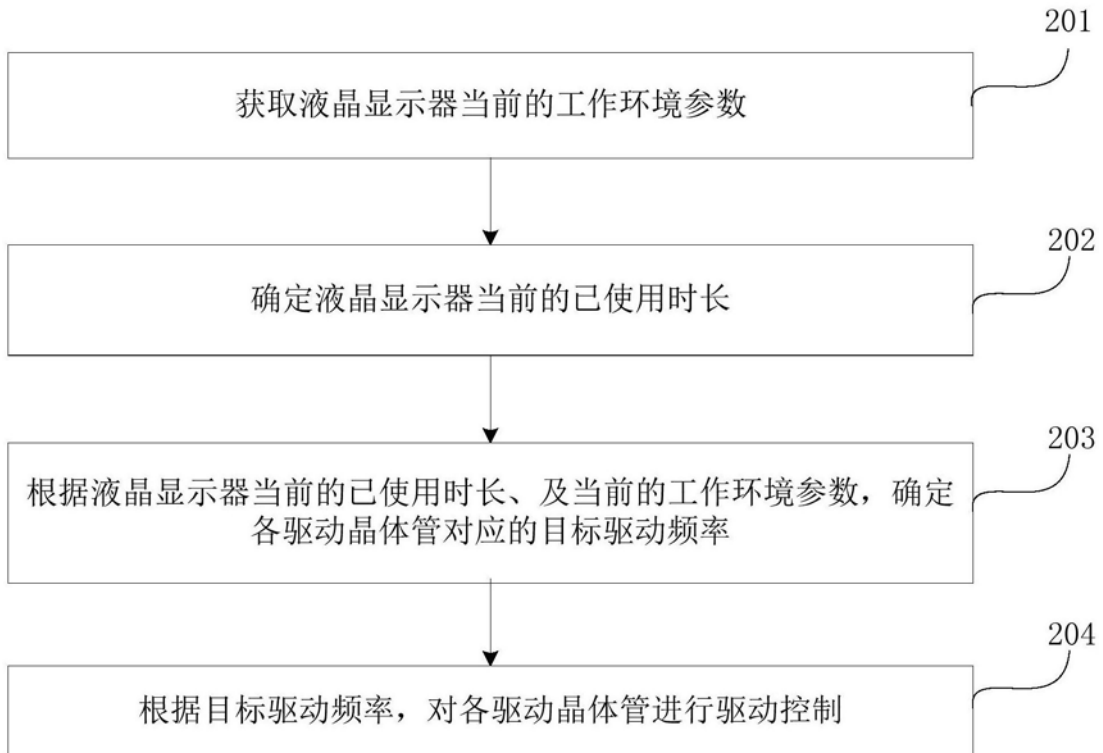 201
获取液晶显示器当前的工作环境参数
202
确定液晶显示器当前的已使用时长
203
根据液晶显示器当前的已使用时长、及当前的工作环境参数，确定
各驱动晶体管对应的目标驱动频率
204
根据目标驱动频率，对各驱动晶体管进行驱动控制